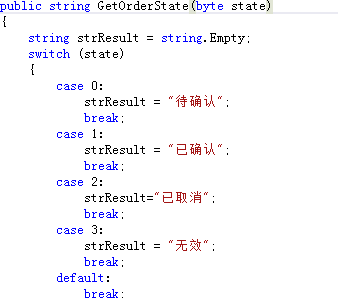 public string GetOrderState(byte state)
{
    string strResult = string.Empty;
    switch (state)
    {
        case 0:
            strResult = "待确认";
            break;
        case 1:
            strResult = "已确认";
            break;
        case 2:
            strResult="已取消";
            break;
        case 3:
            strResult = "无效";
            break;
        default:
            break;